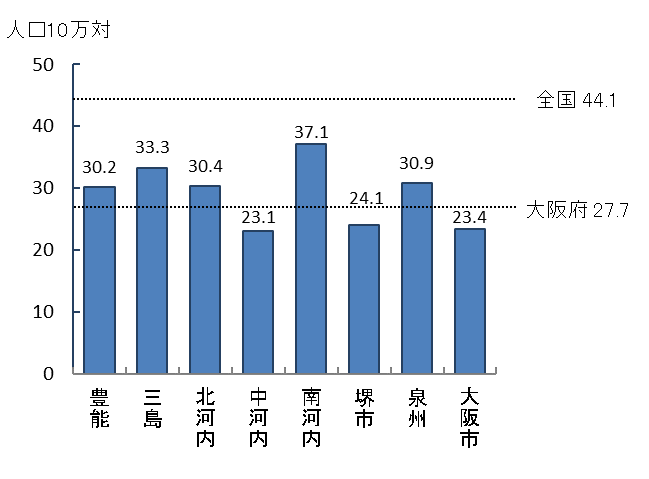 人口10万対
50
全国 44.1
40
37.1
33.3
30.2
30.4
30.9
30
24.1
大阪府 27.7
23.1
23.4
20
10
0
豊能
三島
北河内
中河内
南河内
堺市
泉州
大阪市